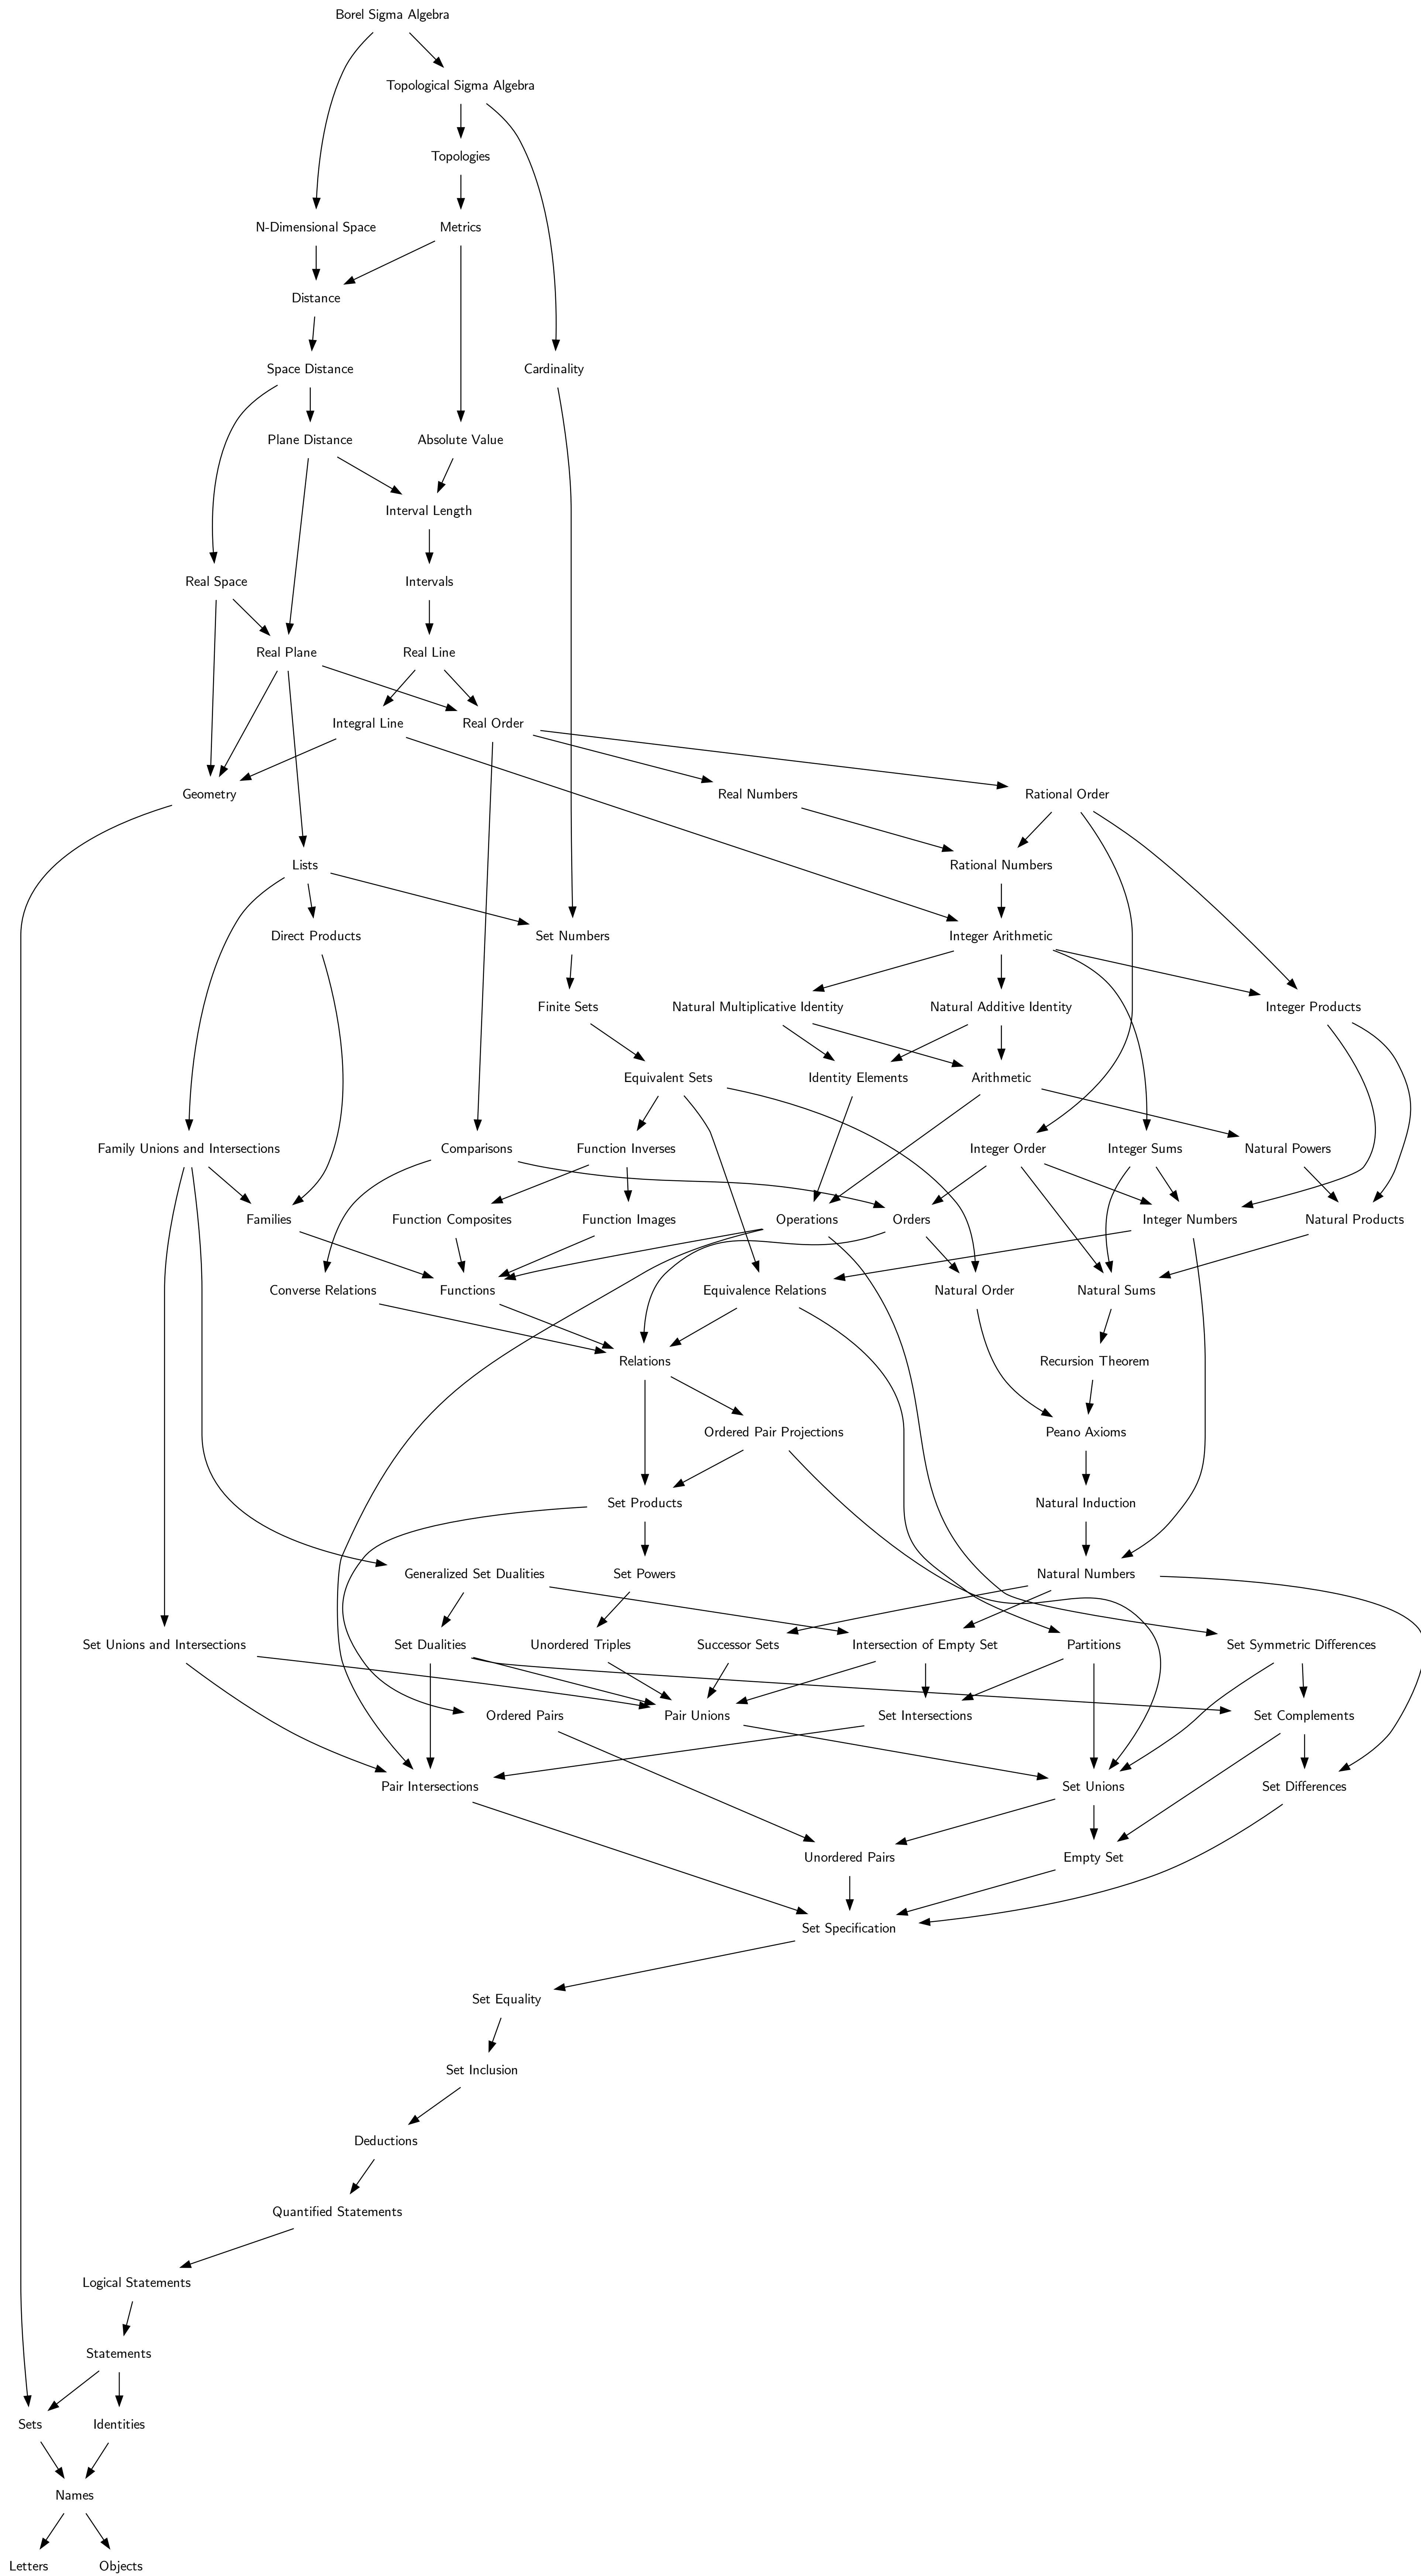 Borel Sigma Algebra
Topological Sigma Algebra
Topologies
N-Dimensional Space
Metrics
Distance
Space Distance
Cardinality
Plane Distance
Absolute Value
Interval Length
Real Space
Intervals
Real Plane
Real Line
Integral Line
Real Order
Geometry
Real Numbers
Rational Order
Lists
Rational Numbers
Direct Products
Set Numbers
Integer Arithmetic
Finite Sets
Natural Multiplicative Identity
Natural Additive Identity
Integer Products
Equivalent Sets
Identity Elements
Arithmetic
Family Unions and Intersections
Comparisons
Function Inverses
Integer Order
Integer Sums
Natural Powers
Families
Function Composites
Function Images
Operations
Orders
Integer Numbers
Natural Products
Converse Relations
Functions
Equivalence Relations
Natural Order
Natural Sums
Relations
Recursion Theorem
Ordered Pair Projections
Peano Axioms
Set Products
Natural Induction
Generalized Set Dualities
Set Powers
Natural Numbers
Set Unions and Intersections
Set Dualities
Unordered Triples
Successor Sets
Intersection of Empty Set
Partitions
Set Symmetric Differences
Ordered Pairs
Pair Unions
Set Intersections
Set Complements
Pair Intersections
Set Unions
Set Differences
Unordered Pairs
Empty Set
Set Specification
Set Equality
Set Inclusion
Deductions
Quantified Statements
Logical Statements
Statements
Sets
Identities
Names
Letters
Objects